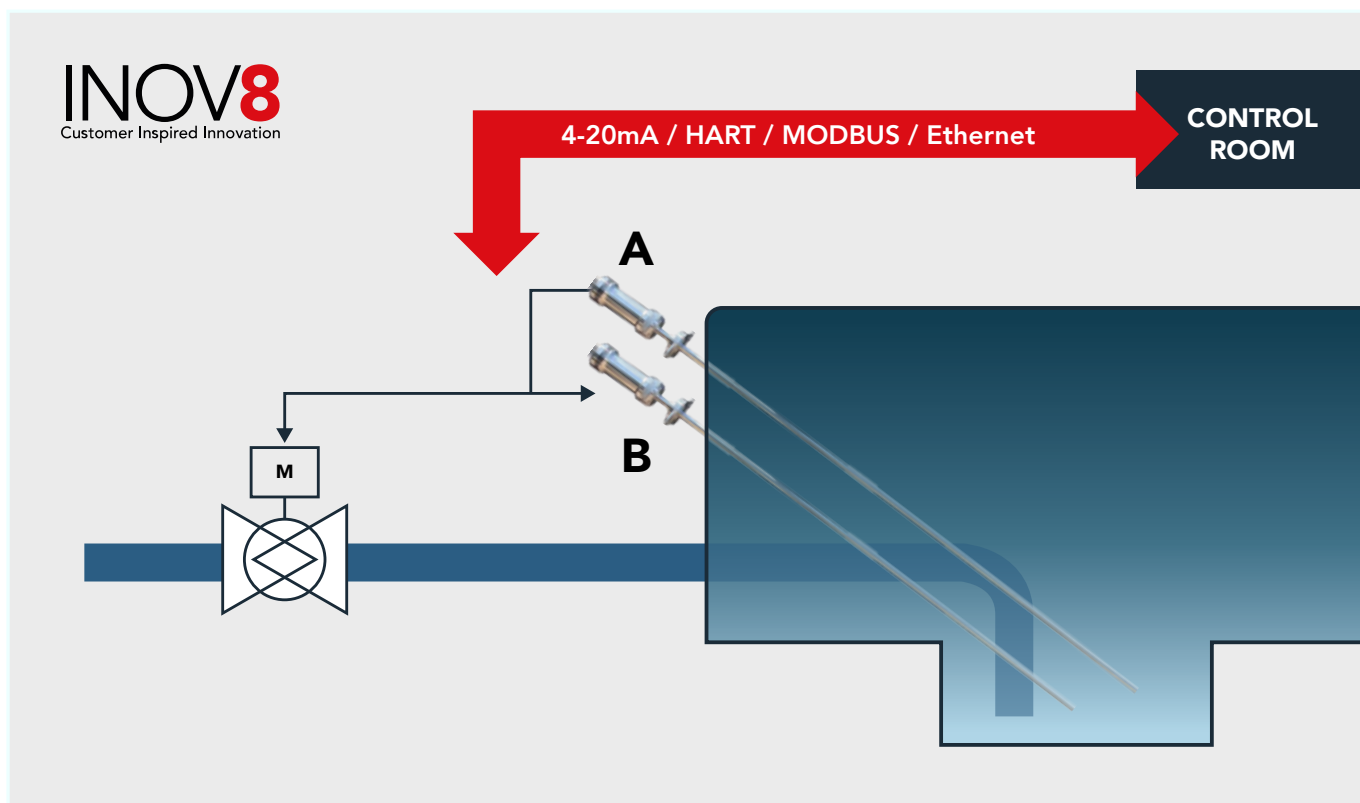 INOV8
Customer Inspired Innovation
4-20mA / HART / MODBUS / Ethernet
CONTROL
ROOM
A
B
M